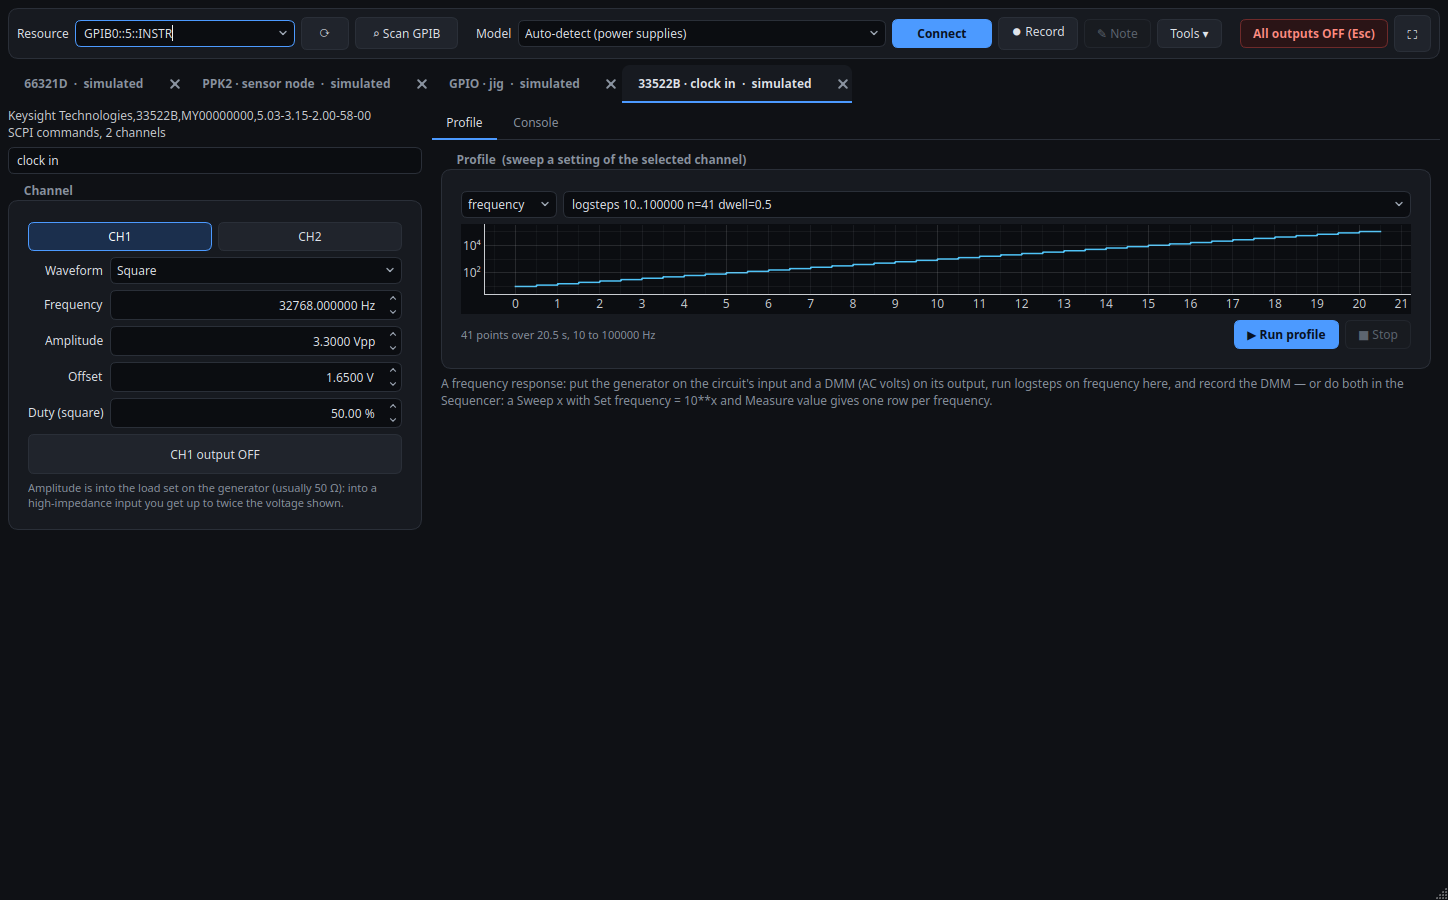 Resource GPIB0::5::INSTR ⟳ ⌕ Scan GPIB Model Auto-detect (power supplies) Connect ● Record ✎ Note Tools ▾ All outputs OFF (Esc) ⛶
66321D · simulated ✕ PPK2 · sensor node · simulated ✕ GPIO · jig · simulated ✕ 33522B · clock in · simulated ✕
Keysight Technologies,33522B,MY00000000,5.03-3.15-2.00-58-00
SCPI commands, 2 channels
clock in
Channel
CH1 CH2
Waveform Square
Frequency 32768.000000 Hz
Amplitude 3.3000 Vpp
Offset 1.6500 V
Duty (square) 50.00 %
CH1 output OFF
Amplitude is into the load set on the generator (usually 50 Ω): into a
high-impedance input you get up to twice the voltage shown.
Profile Console
Profile (sweep a setting of the selected channel)
frequency logsteps 10..100000 n=41 dwell=0.5
10⁴
10²
0 1 2 3 4 5 6 7 8 9 10 11 12 13 14 15 16 17 18 19 20 21
41 points over 20.5 s, 10 to 100000 Hz ▶ Run profile ■ Stop
A frequency response: put the generator on the circuit's input and a DMM (AC volts) on its output, run logsteps on frequency here, and record the DMM — or do both in the
Sequencer: a Sweep x with Set frequency = 10**x and Measure value gives one row per frequency.